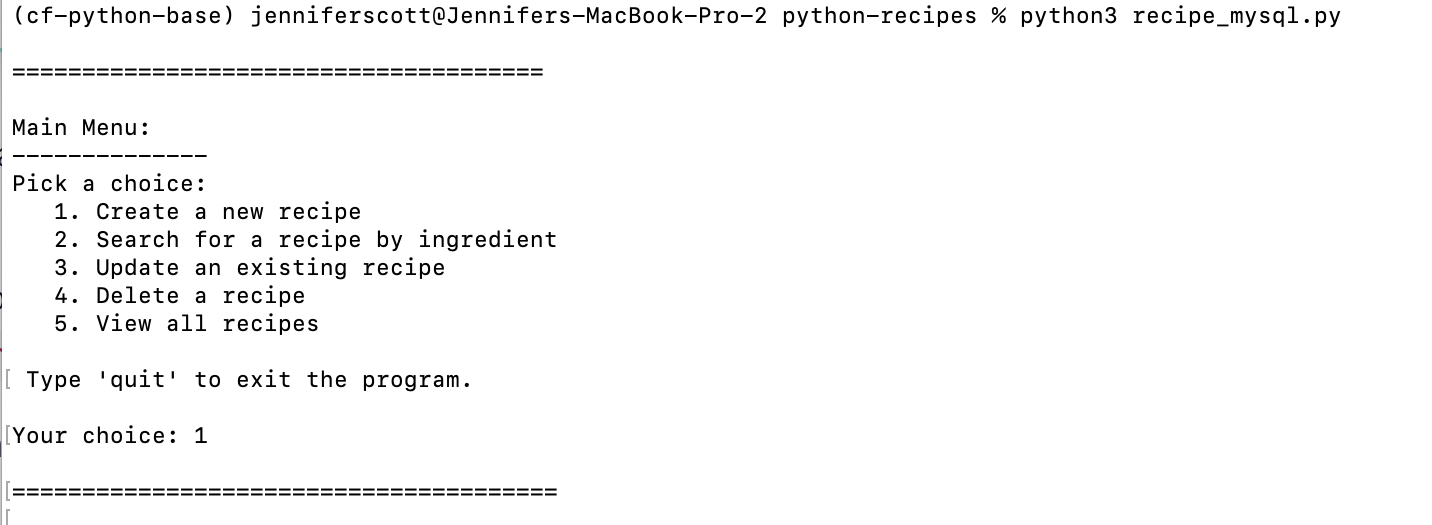 (cf-python-base) jenniferscott@Jennifers-MacBook-Pro-2 python-recipes % python3 recipe_mysql.py
======================================
Main Menu:
--------------
Pick a choice:
   1. Create a new recipe
   2. Search for a recipe by ingredient
   3. Update an existing recipe
   4. Delete a recipe
   5. View all recipes
[ Type 'quit' to exit the program.
[Your choice: 1
[=======================================
[